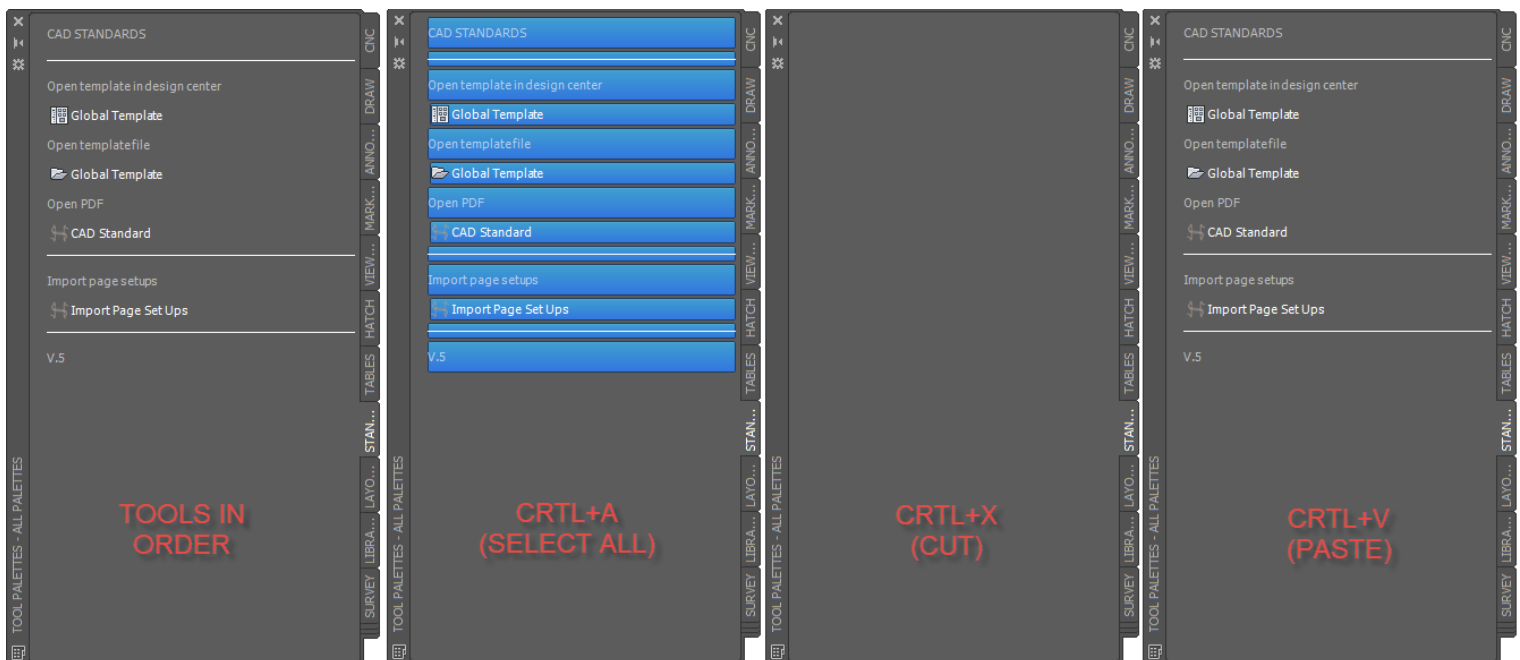 CAD STANDARDS
Open template in design center
Global Template
Open templatefile
Global Template
Open PDF
CAD Standard
Import page setups
Import Page Set Ups
V.5
TOOLS IN
ORDER
CNC
DRAW
ANNO...
MARK...
VIEW...
HATCH
TABLES
STAN...
LAYO...
LIBRA...
SURVEY
TOOL PALETTES - ALL PALETTES
CAD STANDARDS
Open template in design center
Global Template
Open templatefile
Global Template
Open PDF
CAD Standard
Import page setups
Import Page Set Ups
V.5
CRTL+A
(SELECT ALL)
CNC
DRAW
ANNO...
MARK...
VIEW...
HATCH
TABLES
STAN...
LAYO...
LIBRA...
SURVEY
TOOL PALETTES - ALL PALETTES
CRTL+X
(CUT)
CNC
DRAW
ANNO...
MARK...
VIEW...
HATCH
TABLES
STAN...
LAYO...
LIBRA...
SURVEY
TOOL PALETTES - ALL PALETTES
CAD STANDARDS
Open template in design center
Global Template
Open templatefile
Global Template
Open PDF
CAD Standard
Import page setups
Import Page Set Ups
V.5
CRTL+V
(PASTE)
CNC
DRAW
ANNO...
MARK...
VIEW...
HATCH
TABLES
STAN...
LAYO...
LIBRA...
SURVEY
TOOL PALETTES - ALL PALETTES